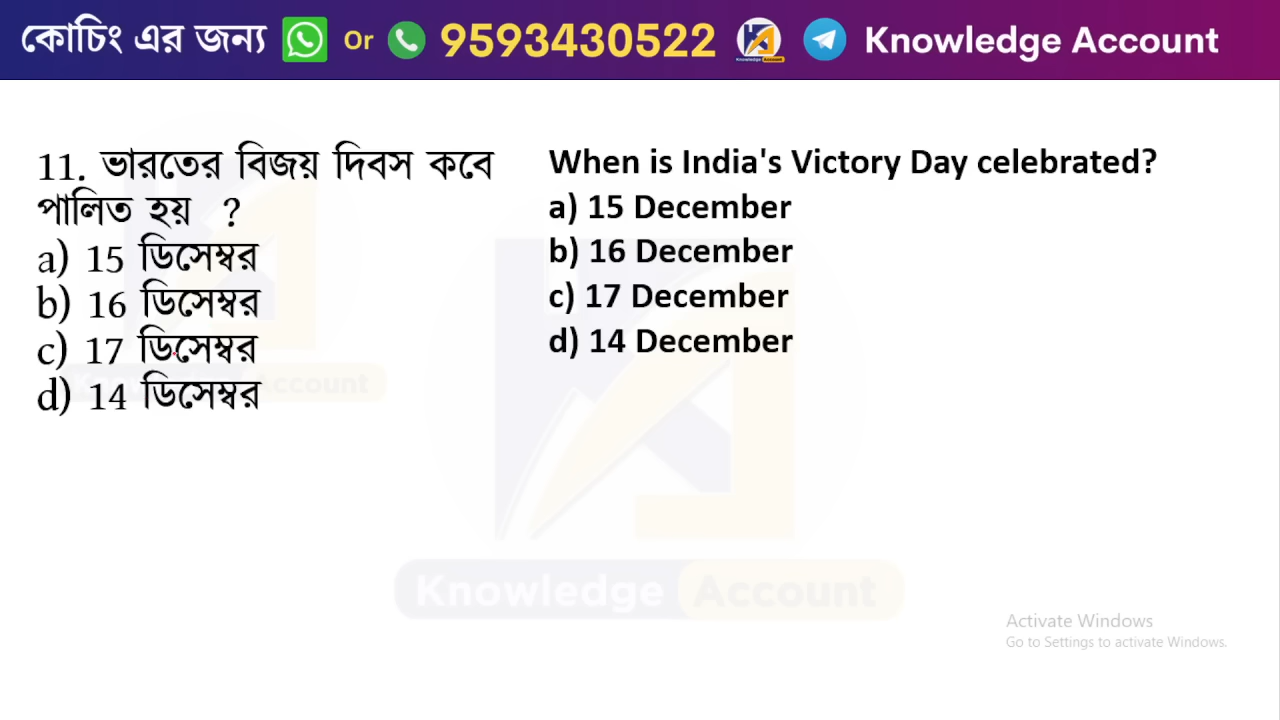 কোচিং এর জন্য Or 9593430522 Knowledge Account
11. ভারতের বিজয় দিবস কবে
পালিত হয় ?
a) 15 ডিসেম্বর
b) 16 ডিসেম্বর
c) 17 ডিসেম্বর
d) 14 ডিসেম্বর
When is India's Victory Day celebrated?
a) 15 December
b) 16 December
c) 17 December
d) 14 December
Knowledge Account
Knowledge Account
Activate Windows
Go to Settings to activate Windows.